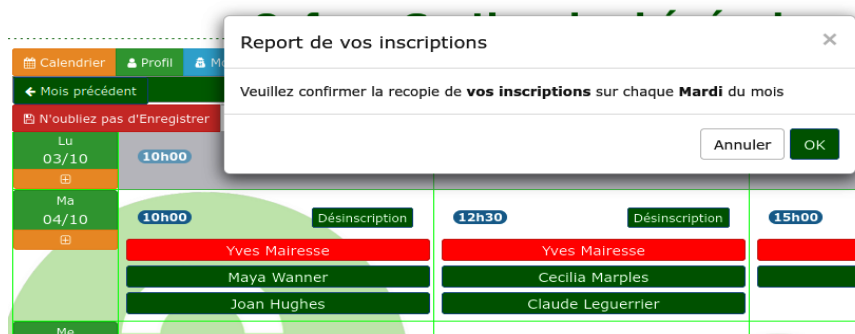 Report de vos inscriptions ×
Calendrier Profil
Mois précédent
Veuillez confirmer la recopie de vos inscriptions sur chaque Mardi du mois
N'oubliez pas d'Enregistrer
Annuler OK
Lu
03/10
10h00
Ma
04/10
10h00 Désinscription 12h30 Désinscription 15h00
Yves Mairesse Yves Mairesse
Maya Wanner Cecilia Marples
Joan Hughes Claude Leguerrier
Me